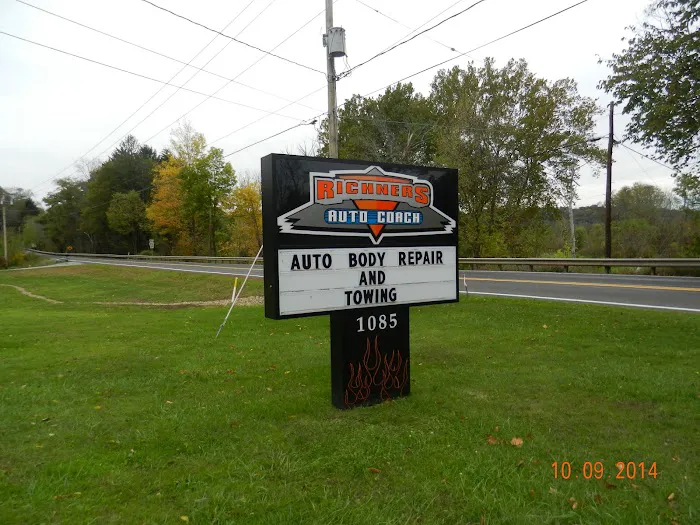 RICHNERS
AUTO COACH
AUTO BODY REPAIR
AND
TOWING
1085
10.09.2014